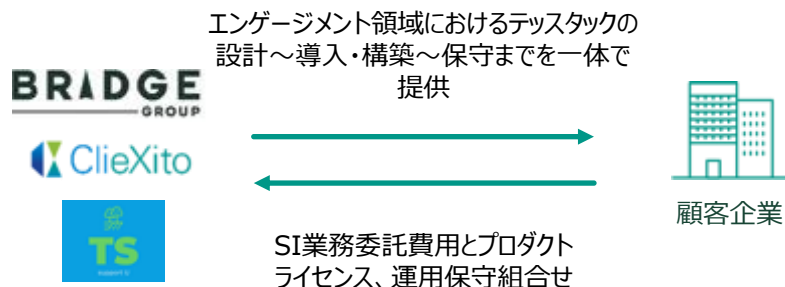 エンゲージメント領域におけるテッスタックの
設計～導入・構築～保守までを一体で
提供
BRIDGE
GROUP
ClieXito
TS
顧客企業
SI業務委託費用とプロダクト
ライセンス、運用保守組合せ